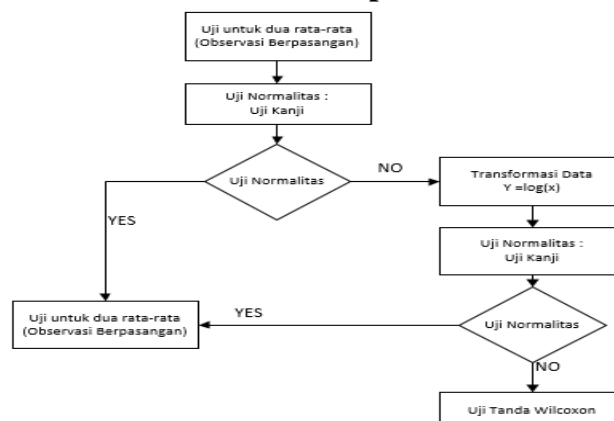 Uji untuk dua rata-rata
(Observasi Berpasangan)
Uji Normalitas :
Uji Kanji
Uji Normalitas
NO
Transformasi Data
Y =log(x)
YES
Uji Normalitas :
Uji Kanji
Uji untuk dua rata-rata
(Observasi Berpasangan)
YES
Uji Normalitas
NO
Uji Tanda Wilcoxon